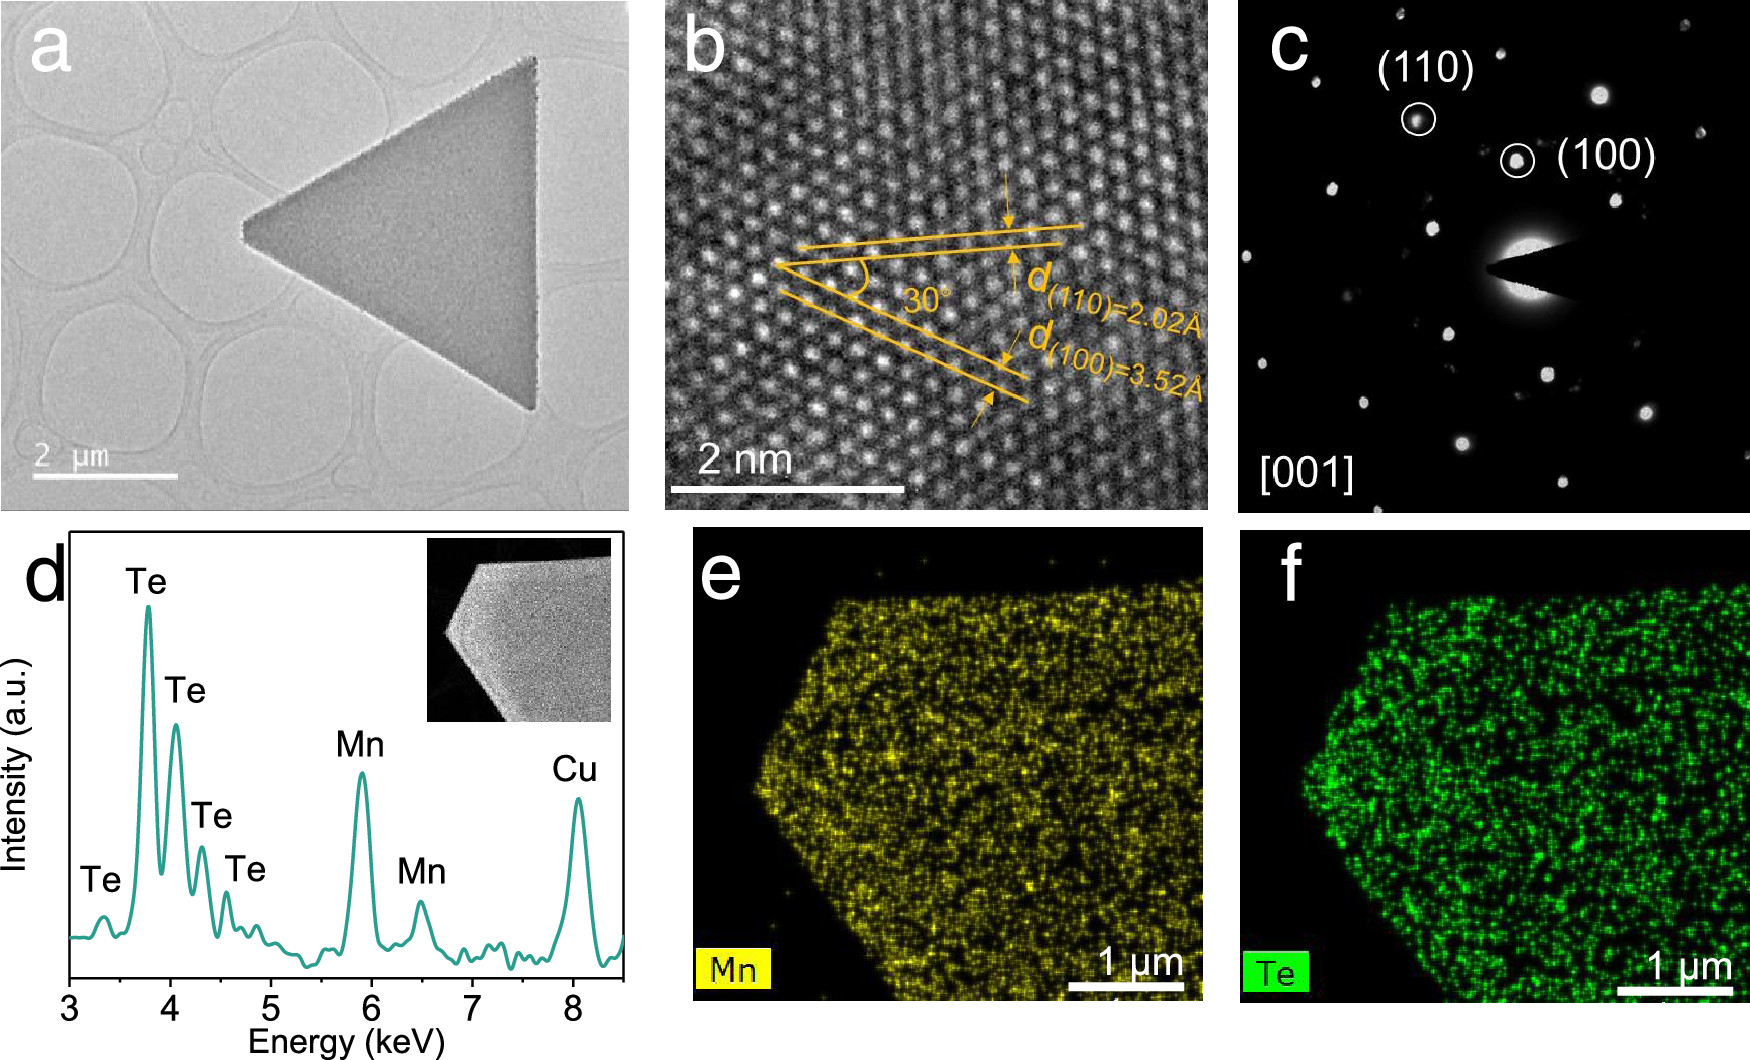 a
2 µm
b
30°
d(110)=2.02Å
d(100)=3.52Å
2 nm
c
(110)
(100)
[001]
d
Te
Te
Te
Te
Te
Mn
Mn
Cu
Intensity (a.u.)
3 4 5 6 7 8
Energy (keV)
e
Mn
1 µm
f
Te
1 µm